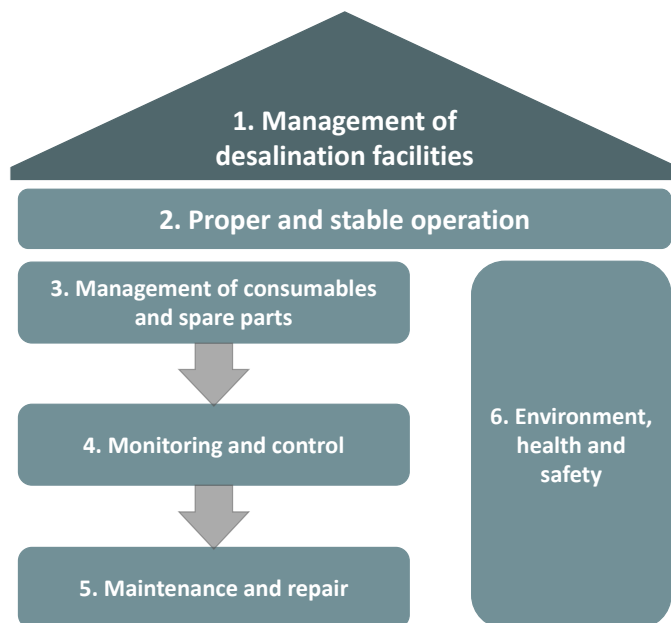 1. Management of
desalination facilities
2. Proper and stable operation
3. Management of consumables
and spare parts
4. Monitoring and control
5. Maintenance and repair
6. Environment,
health and
safety